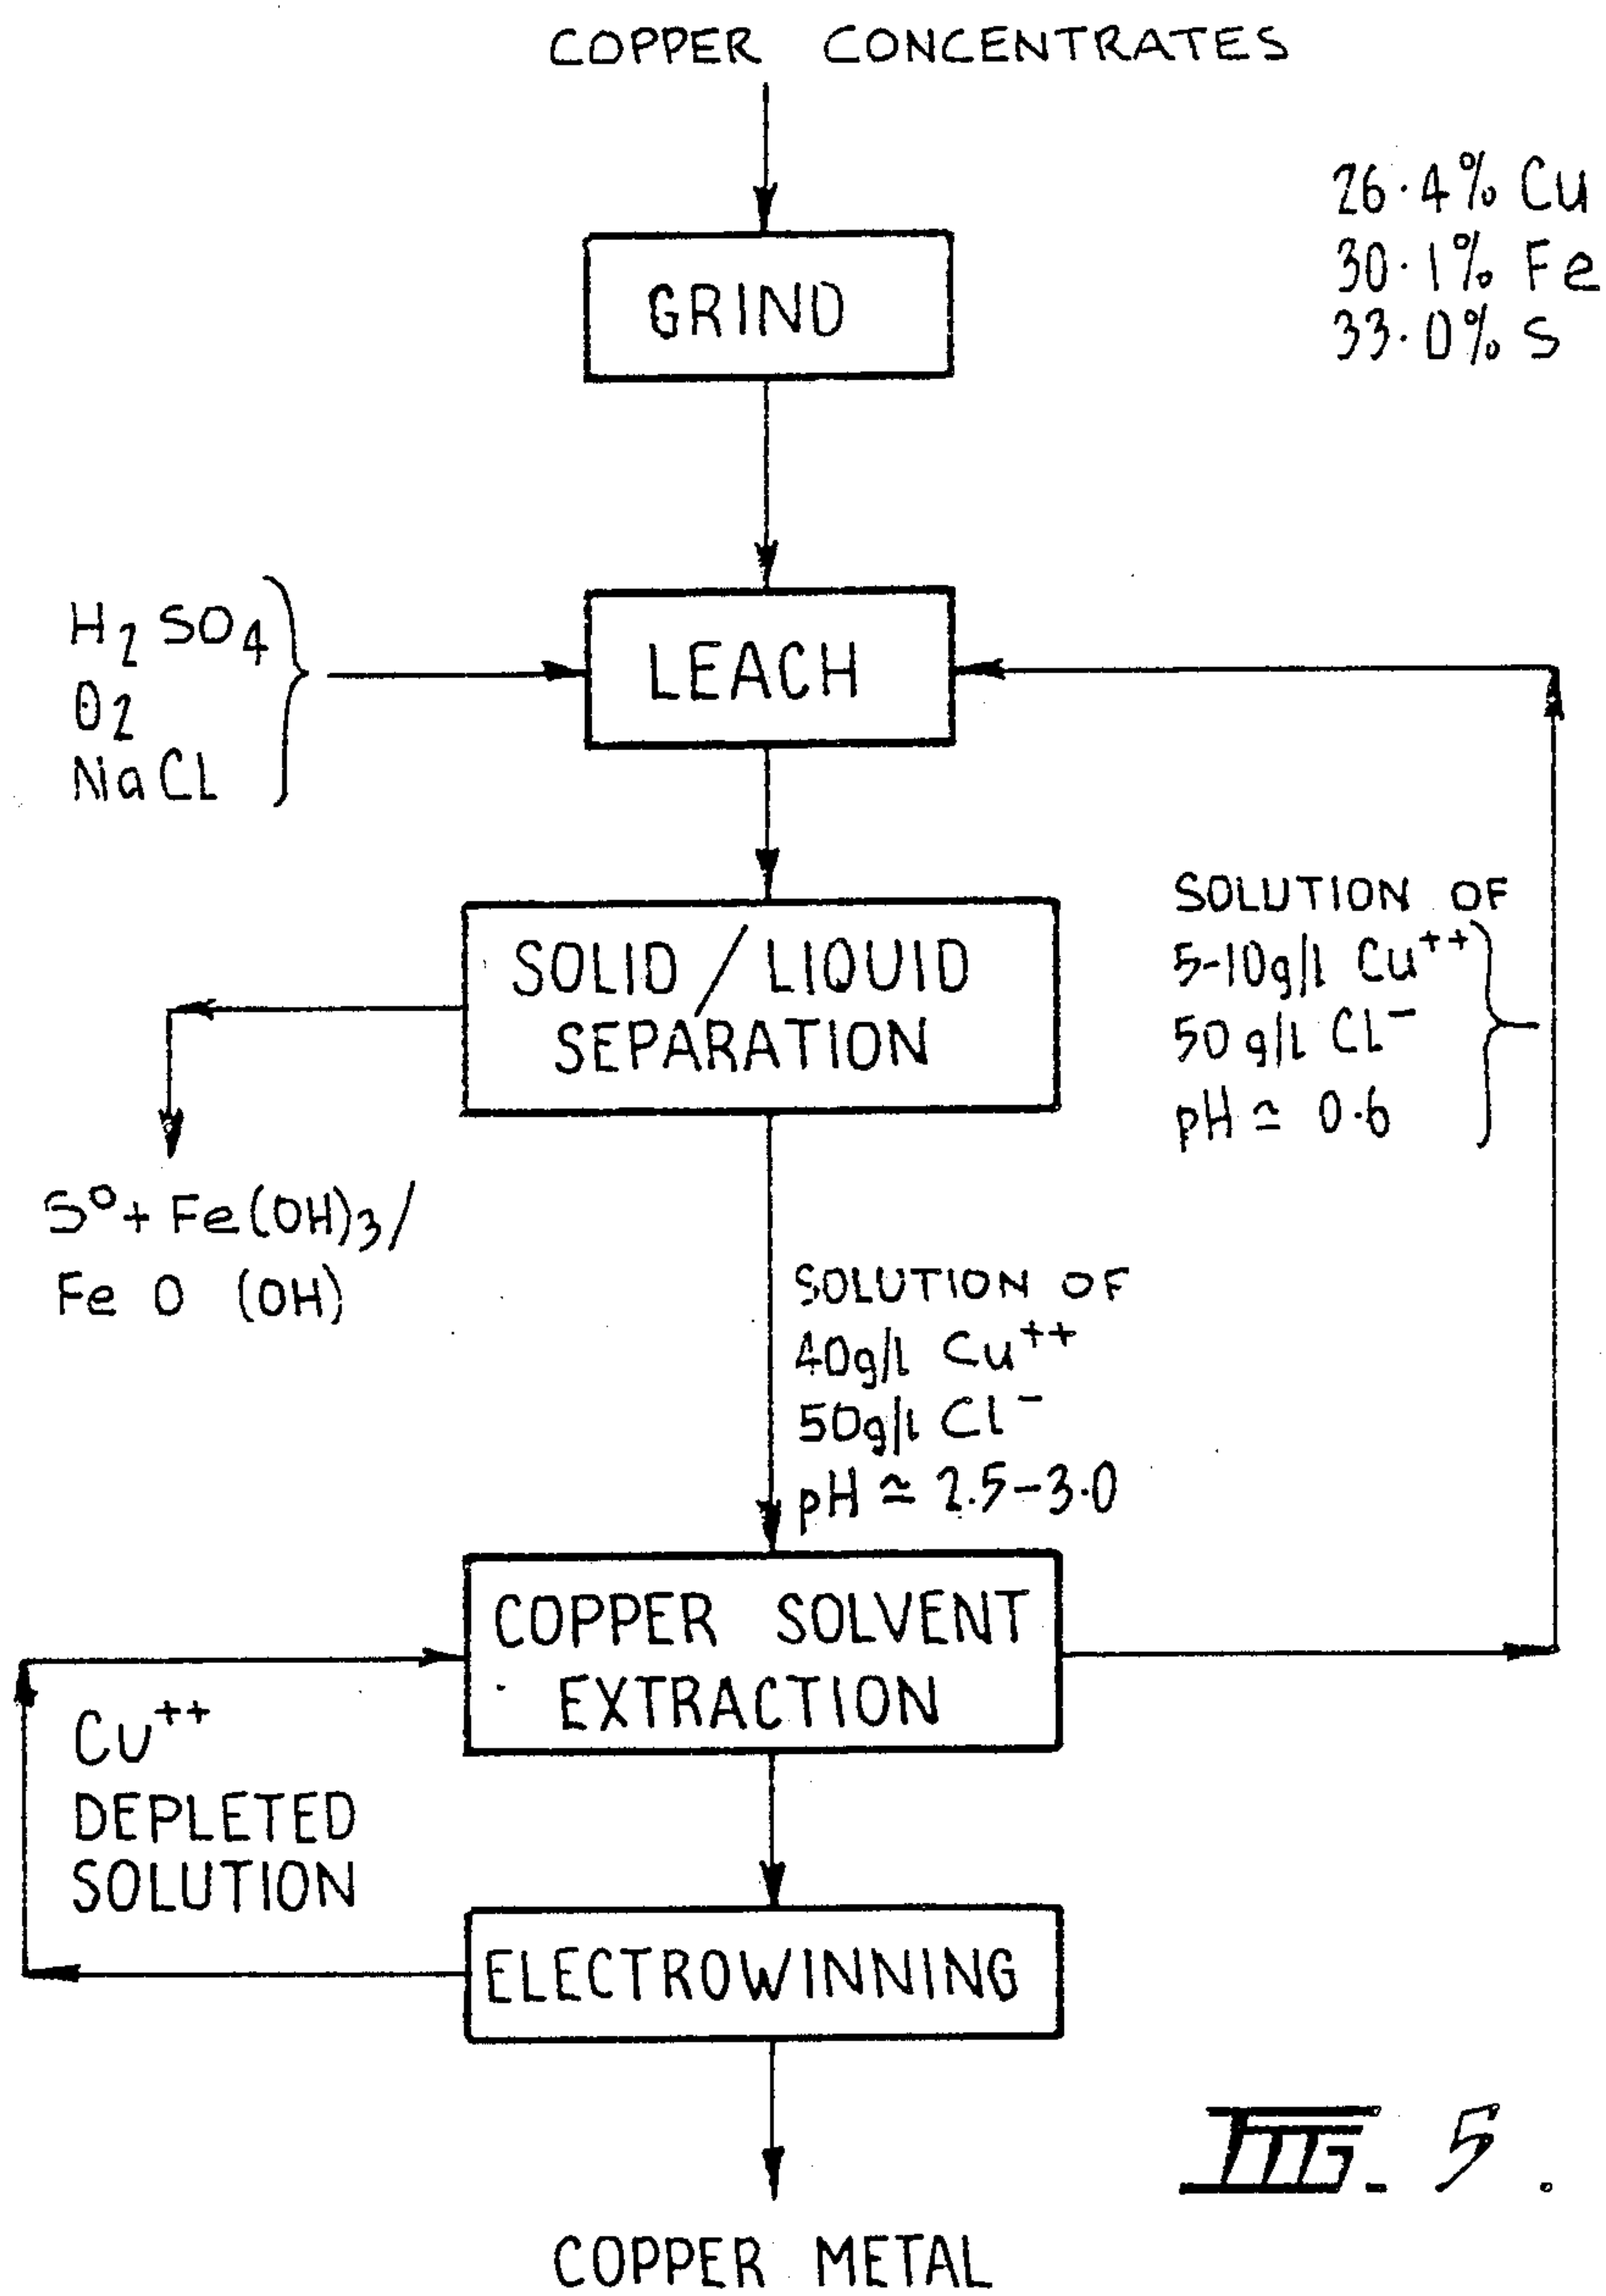 COPPER CONCENTRATES
26.4% Cu
30.1% Fe
33.0% S
GRIND
H2SO4
O2
NaCl
LEACH
SOLID/LIQUID
SEPARATION
SOLUTION OF
5-10g/l Cu++
50 g/l Cl-
pH ≃ 0.6
S°+ Fe(OH)3/
Fe O (OH)
SOLUTION OF
40g/l Cu++
50g/l Cl-
pH ≃ 2.5-3.0
COPPER SOLVENT
EXTRACTION
Cu++
DEPLETED
SOLUTION
ELECTROWINNING
COPPER METAL
FIG. 5.